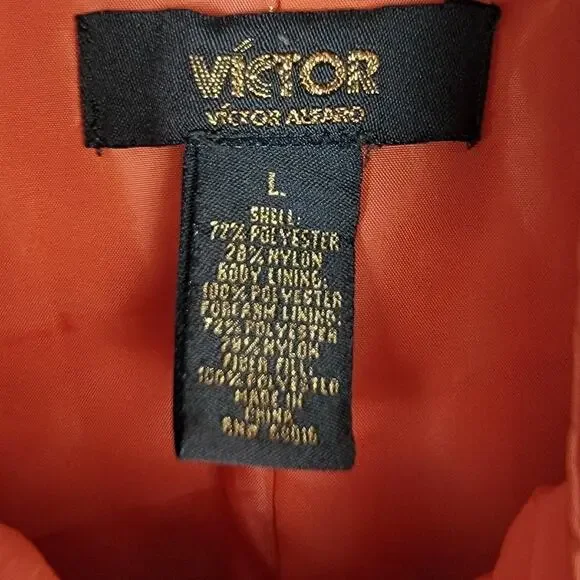 VÍCTOR
VÍCTOR ALFARO
L
SHELL:
72% POLYESTER
28% NYLON
BODY LINING:
100% POLYESTER
FOREARM LINING:
72% POLYESTER
28% NYLON
FIBER FILL:
100% POLYESTER
MADE IN
CHINA
RN#